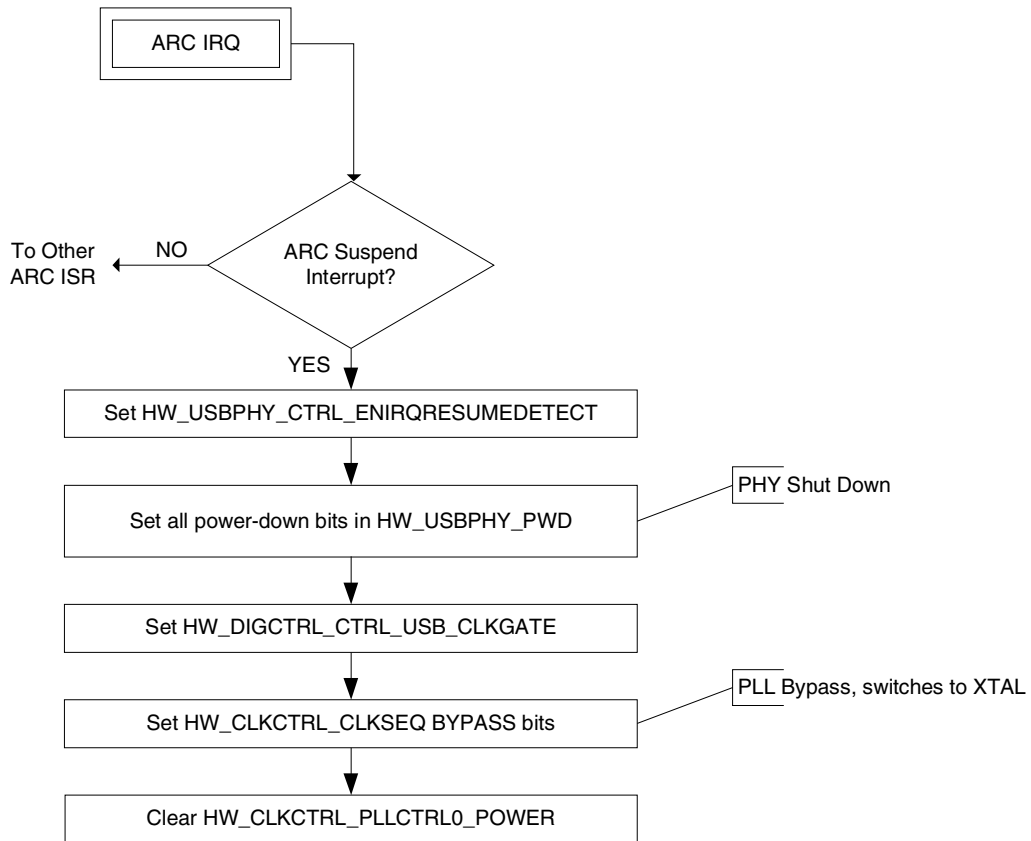 ARC IRQ
ARC Suspend
Interrupt?
NO
To Other
ARC ISR
YES
Set HW_USBPHY_CTRL_ENIRQRESUMEDETECT
Set all power-down bits in HW_USBPHY_PWD
PHY Shut Down
Set HW_DIGCTRL_CTRL_USB_CLKGATE
Set HW_CLKCTRL_CLKSEQ BYPASS bits
PLL Bypass, switches to XTAL
Clear HW_CLKCTRL_PLLCTRL0_POWER